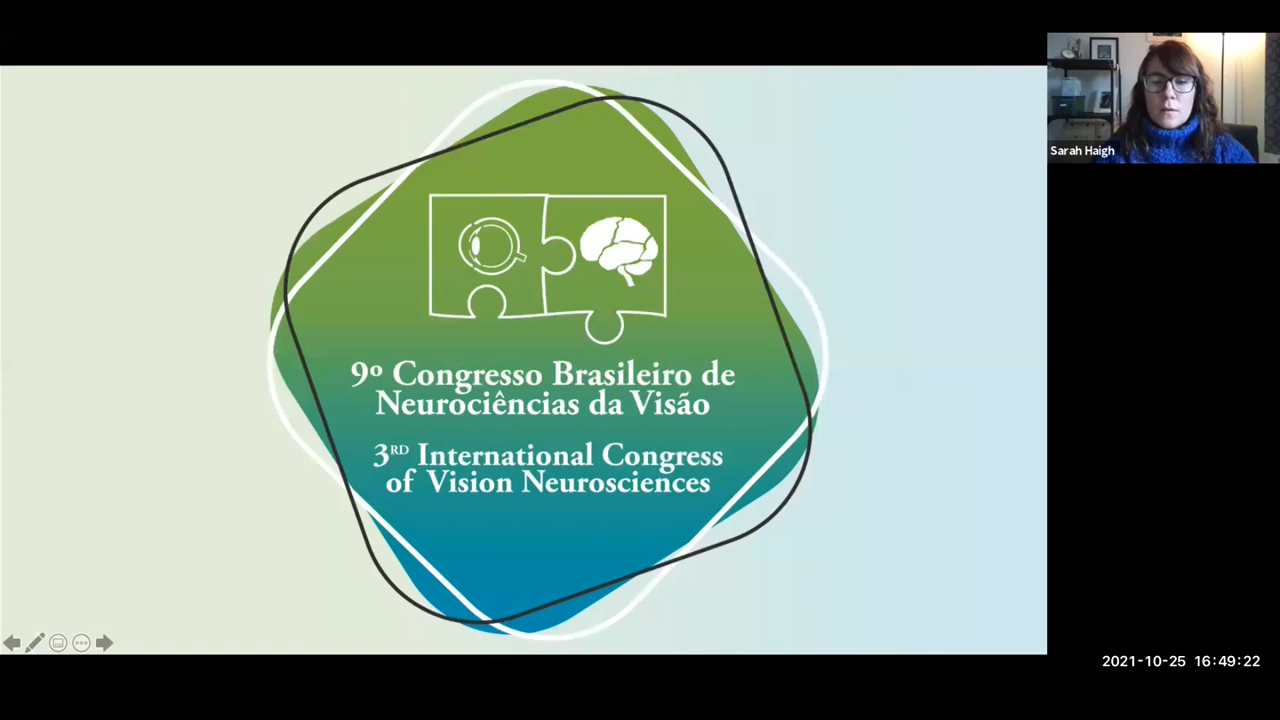 Sarah Haigh
9º Congresso Brasileiro de
Neurociências da Visão
3RD International Congress
of Vision Neurosciences
2021-10-25 16:49:22